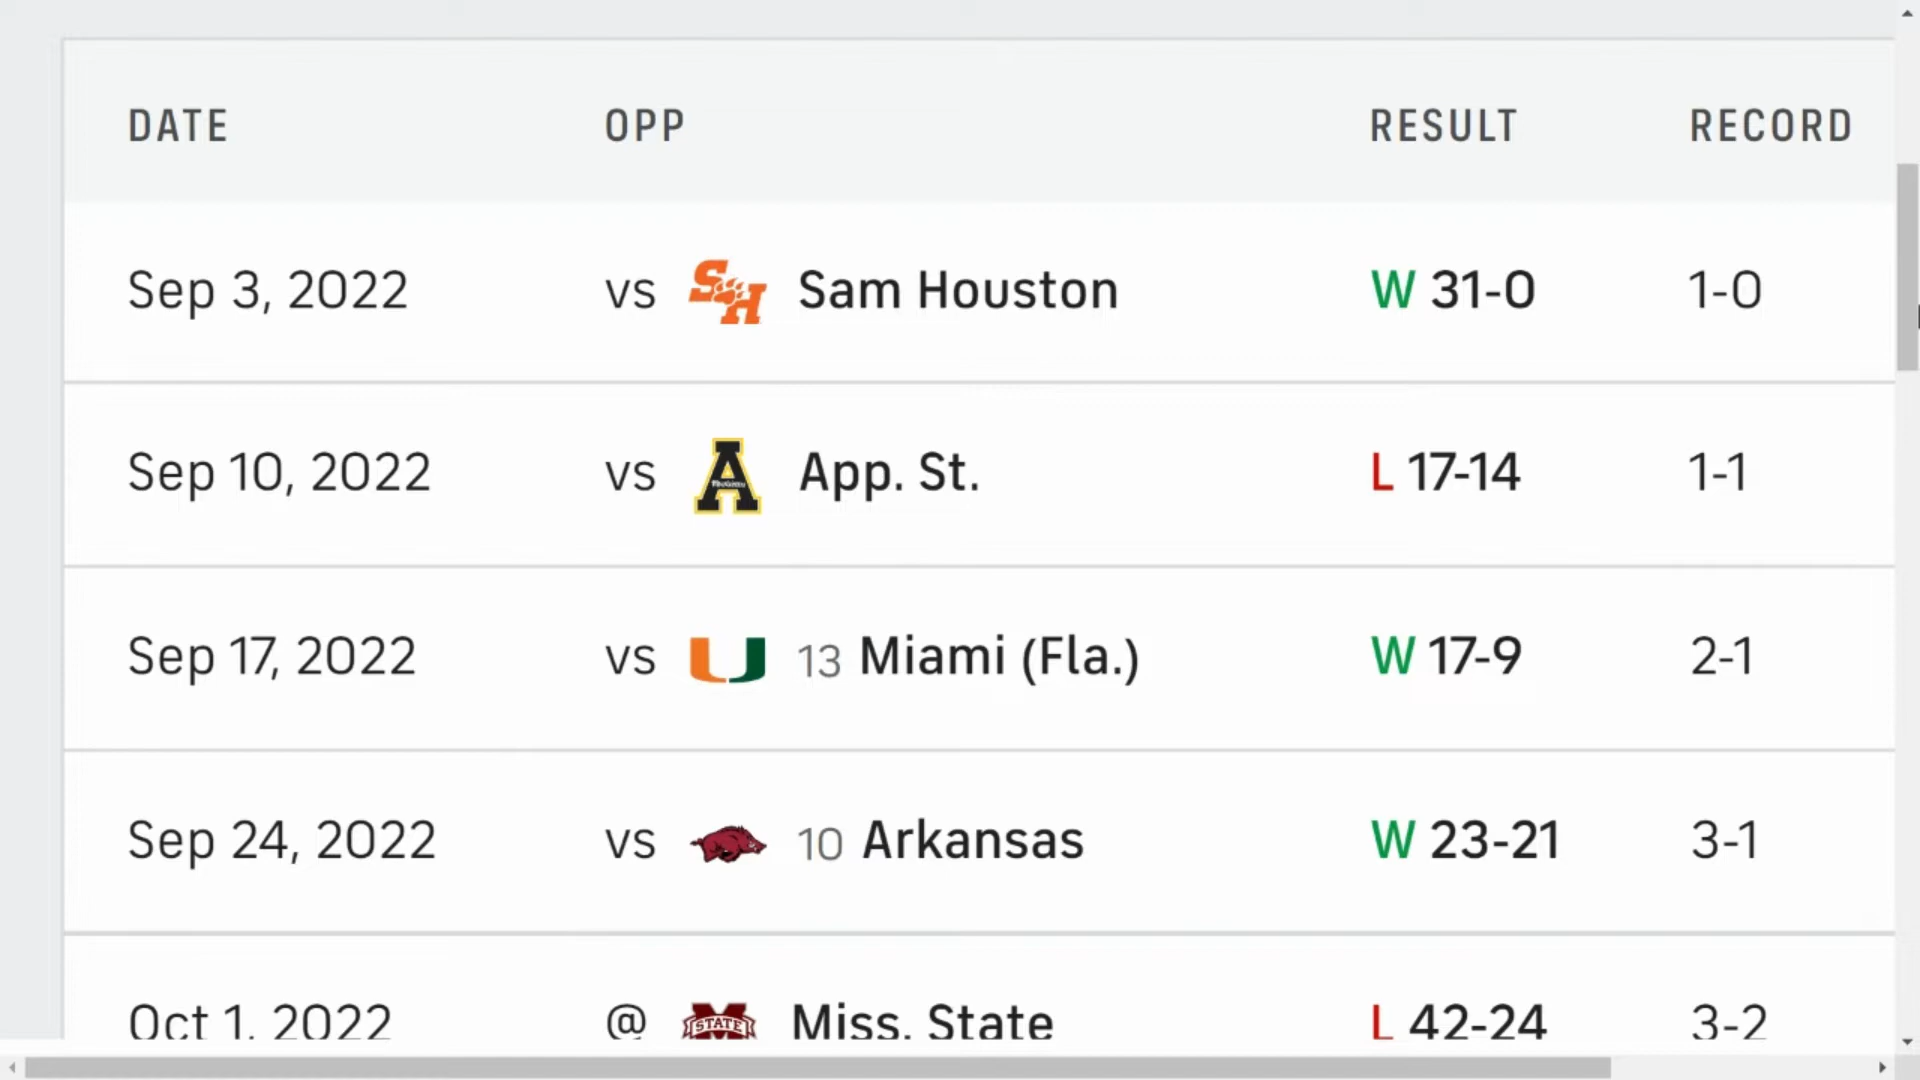 DATE OPP RESULT RECORD
Sep 3, 2022 vs SH Sam Houston W 31-0 1-0
Sep 10, 2022 vs A App. St. L 17-14 1-1
Sep 17, 2022 vs U 13 Miami (Fla.) W 17-9 2-1
Sep 24, 2022 vs 10 Arkansas W 23-21 3-1
Oct 1, 2022 @ M STATE Miss. State L 42-24 3-2